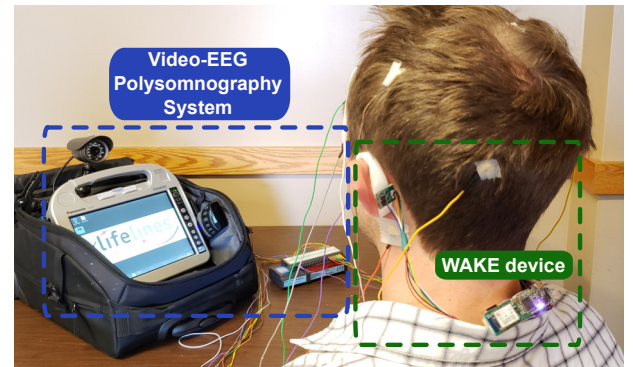 Video-EEG
Polysomnography
System
lifelines
WAKE device